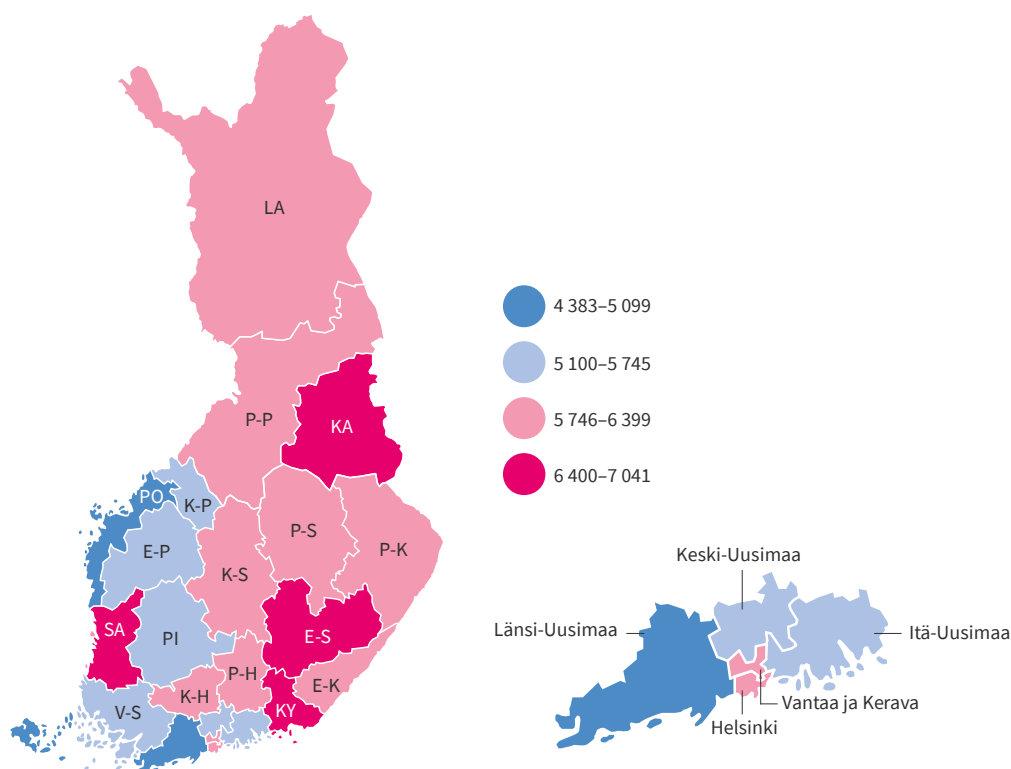 LA
P-P
KA
PO
K-P
E-P
P-S
P-K
K-S
SA
PI
E-S
P-H
K-H
E-K
V-S
KY
4 383–5 099
5 100–5 745
5 746–6 399
6 400–7 041
Keski-Uusimaa
Länsi-Uusimaa
Itä-Uusimaa
Vantaa ja Kerava
Helsinki